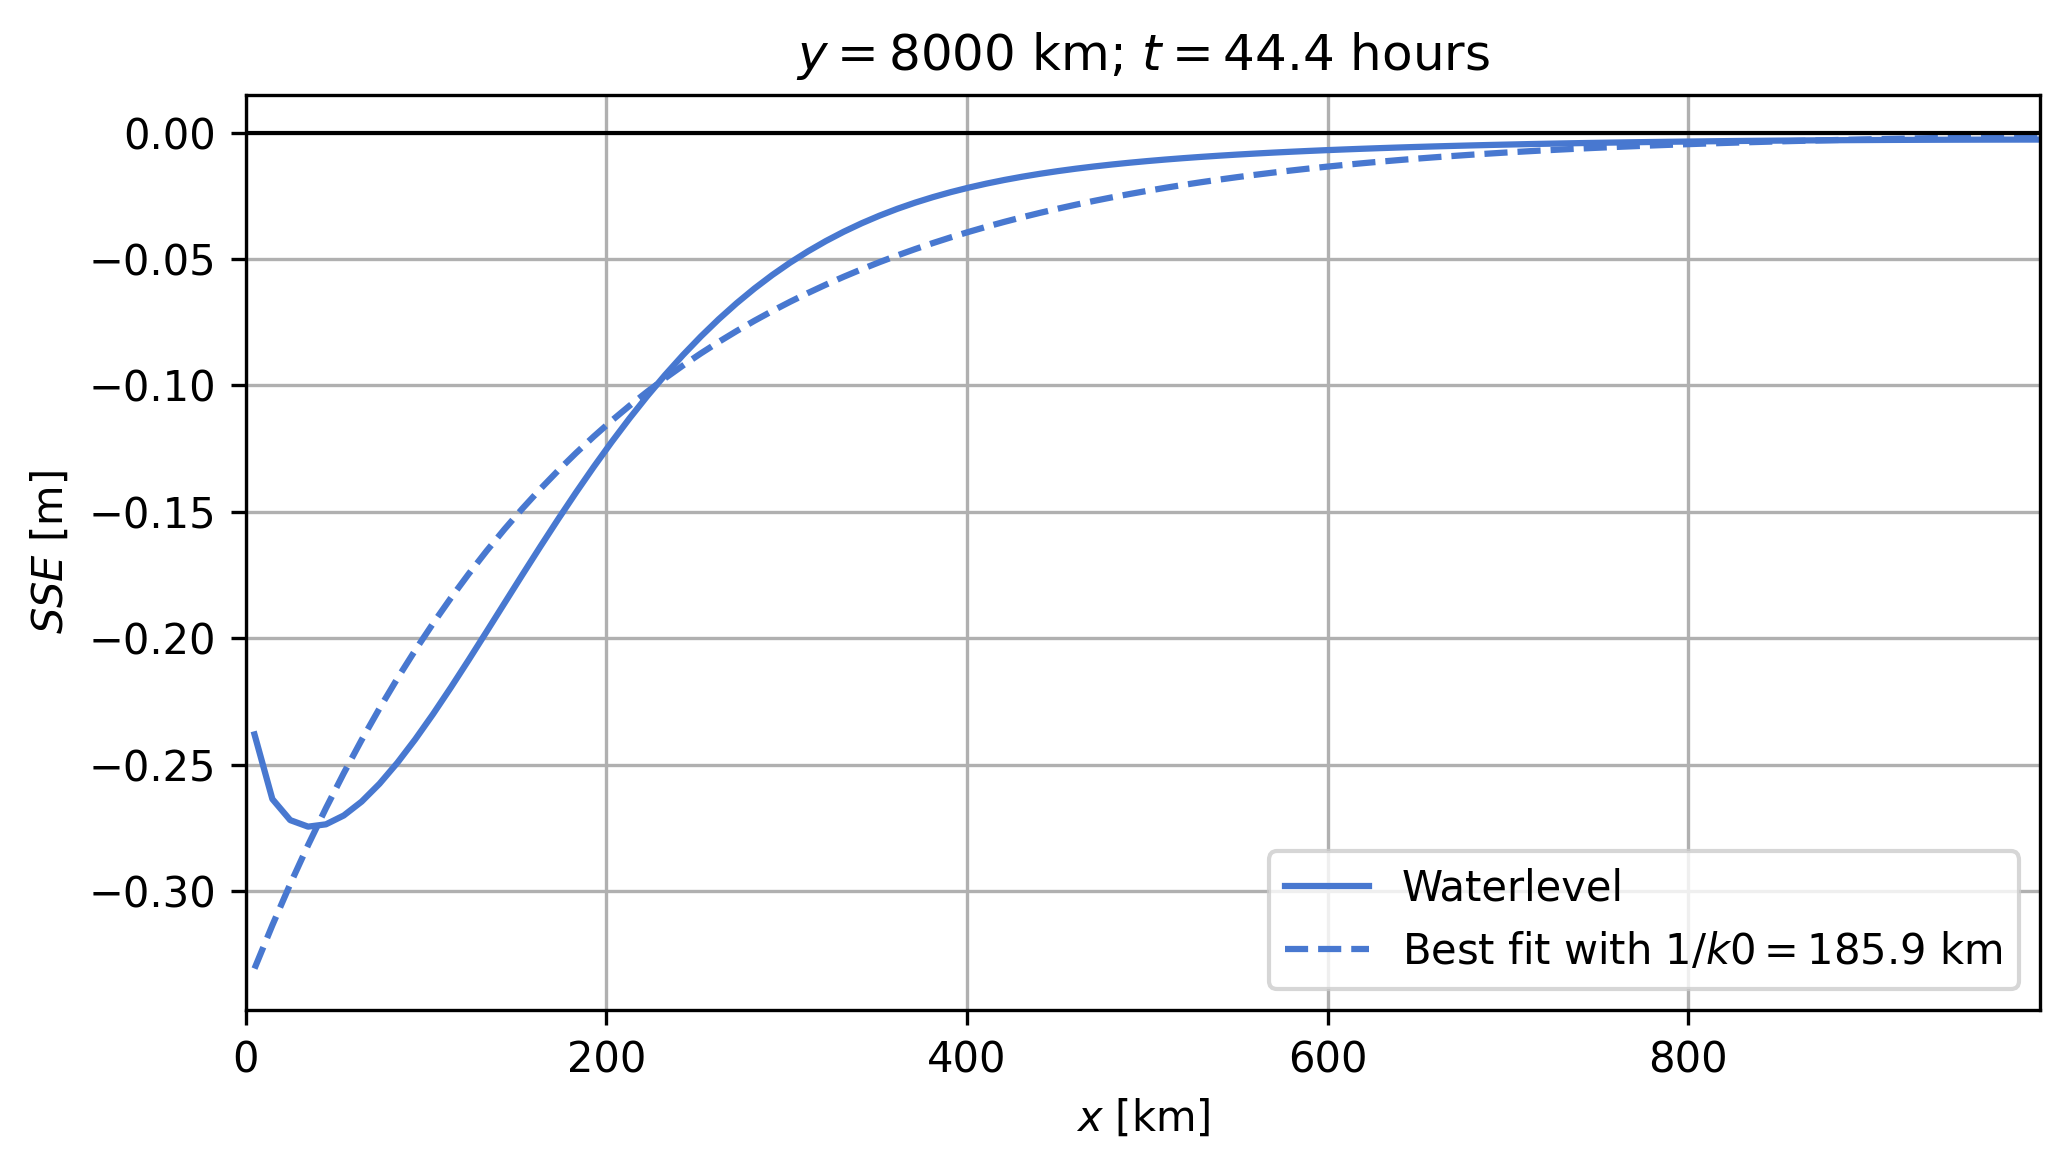 y = 8000 km; t = 44.4 hours
0.00
−0.05
−0.10
−0.15
−0.20
−0.25
−0.30
SSE [m]
Waterlevel
Best fit with 1/k0 = 185.9 km
0 200 400 600 800
x [km]